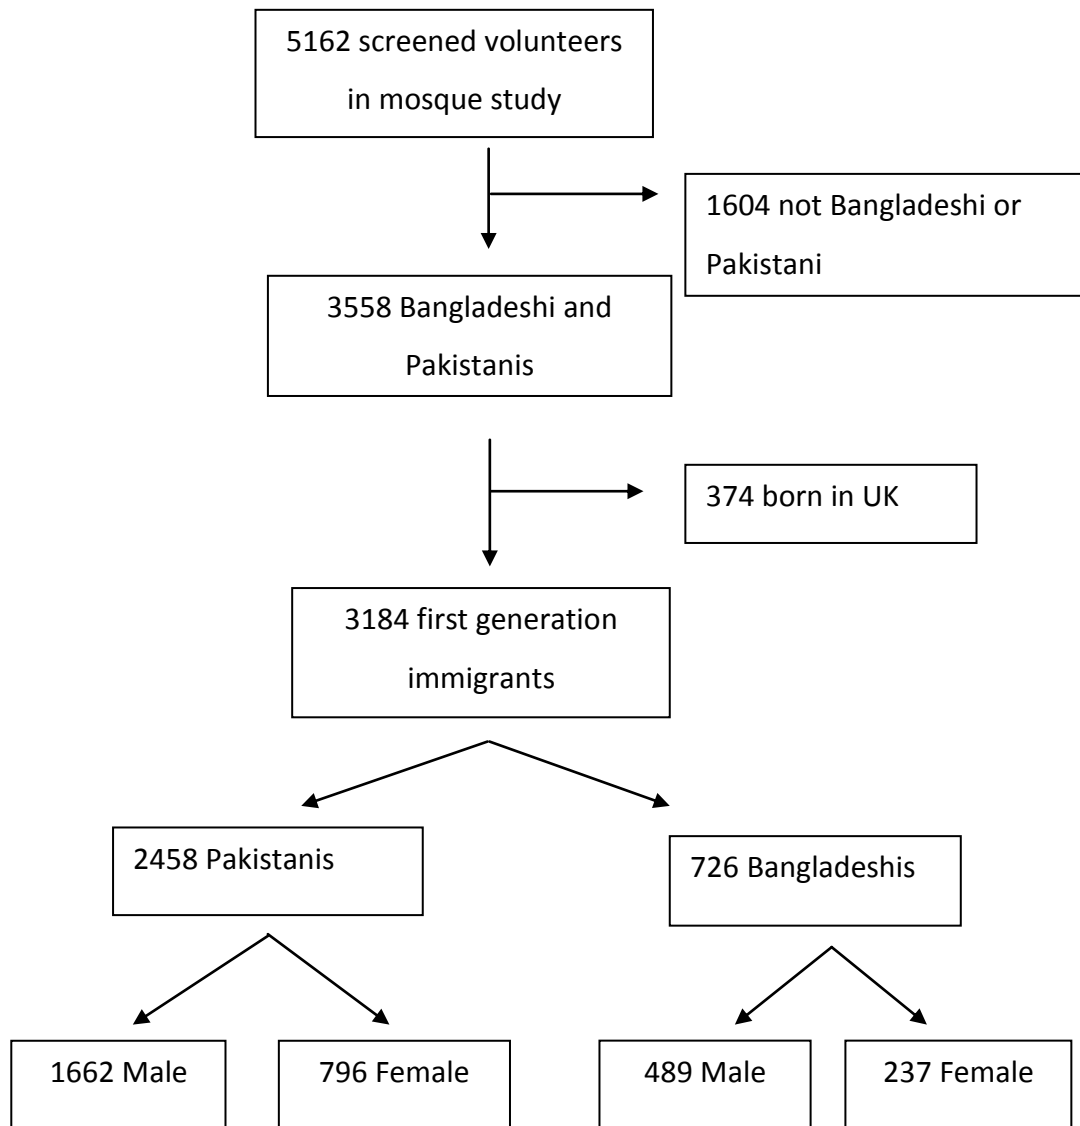 5162 screened volunteers
in mosque study
1604 not Bangladeshi or
Pakistani
3558 Bangladeshi and
Pakistanis
374 born in UK
3184 first generation
immigrants
2458 Pakistanis
726 Bangladeshis
1662 Male
796 Female
489 Male
237 Female